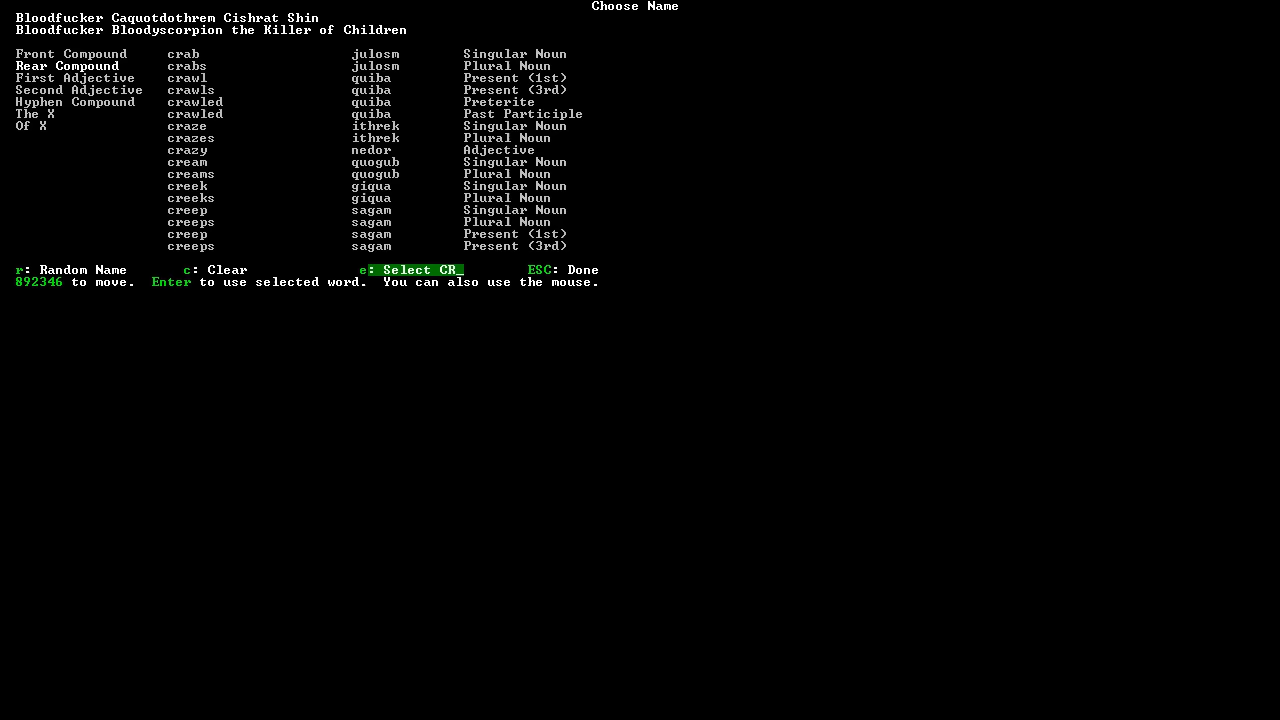 Choose Name
Bloodfucker Caquotdothrem Cishrat Shin
Bloodfucker Bloodyscorpion the Killer of Children
Front Compound crab julosm Singular Noun
Rear Compound crabs julosm Plural Noun
First Adjective crawl quiba Present (1st)
Second Adjective crawls quiba Present (3rd)
Hyphen Compound crawled quiba Preterite
The X crawled quiba Past Participle
Of X craze ithrek Singular Noun
crazes ithrek Plural Noun
crazy nedor Adjective
cream quogub Singular Noun
creams quogub Plural Noun
creek giqua Singular Noun
creeks giqua Plural Noun
creep sagam Singular Noun
creeps sagam Plural Noun
creep sagam Present (1st)
creeps sagam Present (3rd)
r: Random Name c: Clear e: Select CR_ ESC: Done
892346 to move. Enter to use selected word. You can also use the mouse.